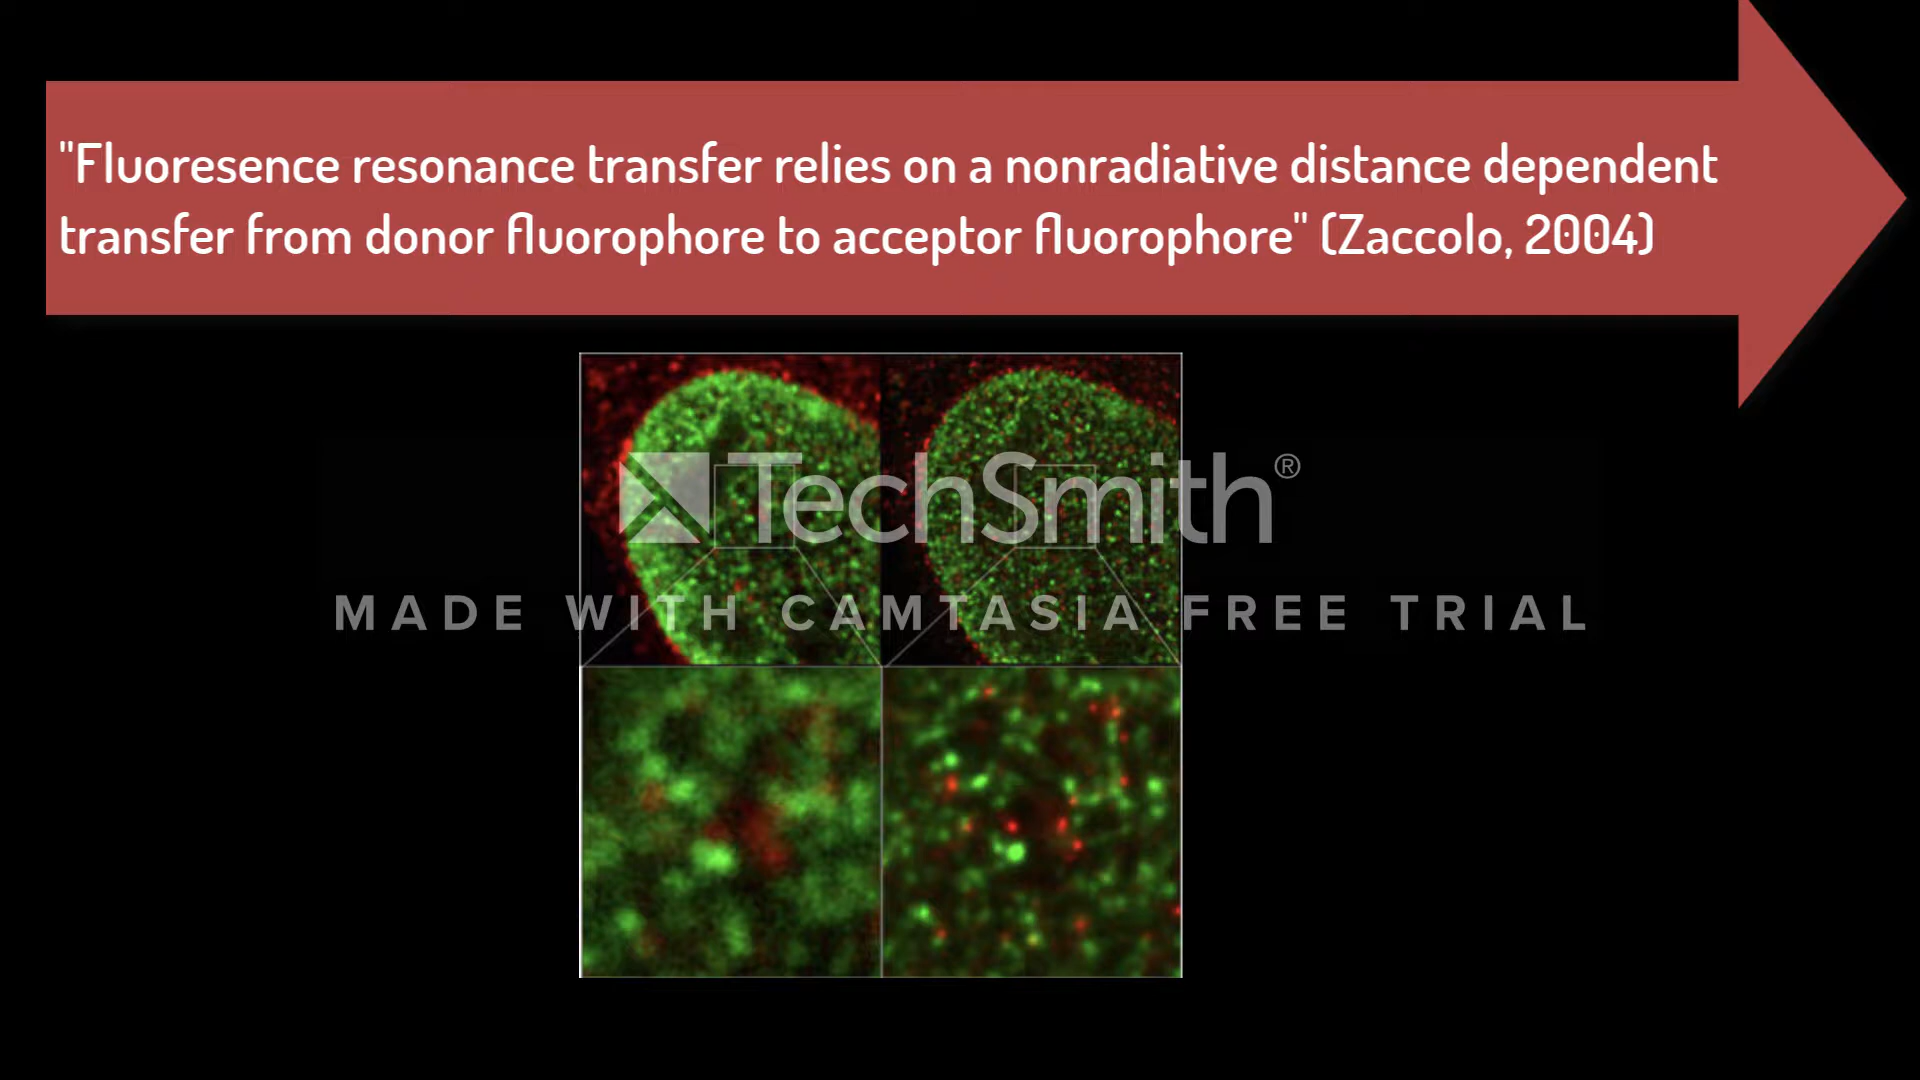 "Fluoresence resonance transfer relies on a nonradiative distance dependent
transfer from donor fluorophore to acceptor fluorophore" (Zaccolo, 2004)
TechSmith®
MADE WITH CAMTASIA FREE TRIAL